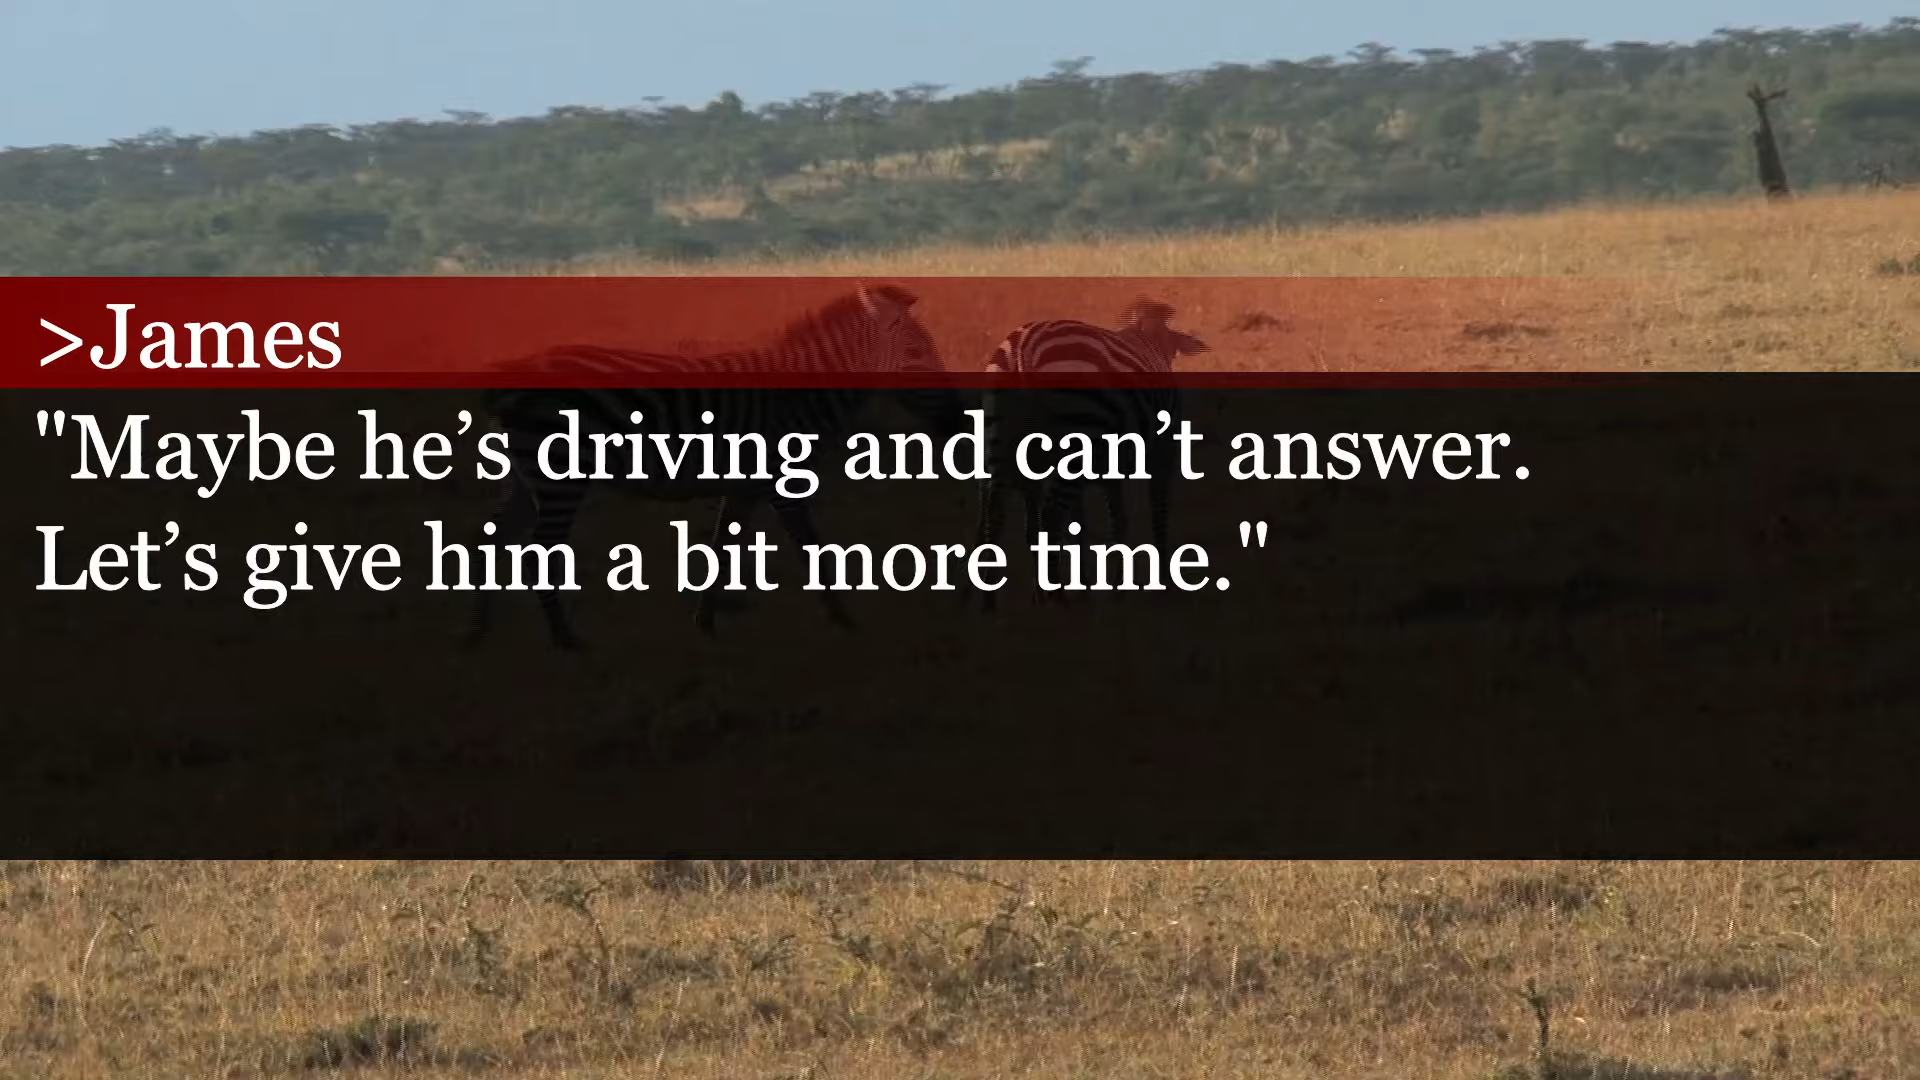 >James
"Maybe he’s driving and can’t answer.
Let’s give him a bit more time."